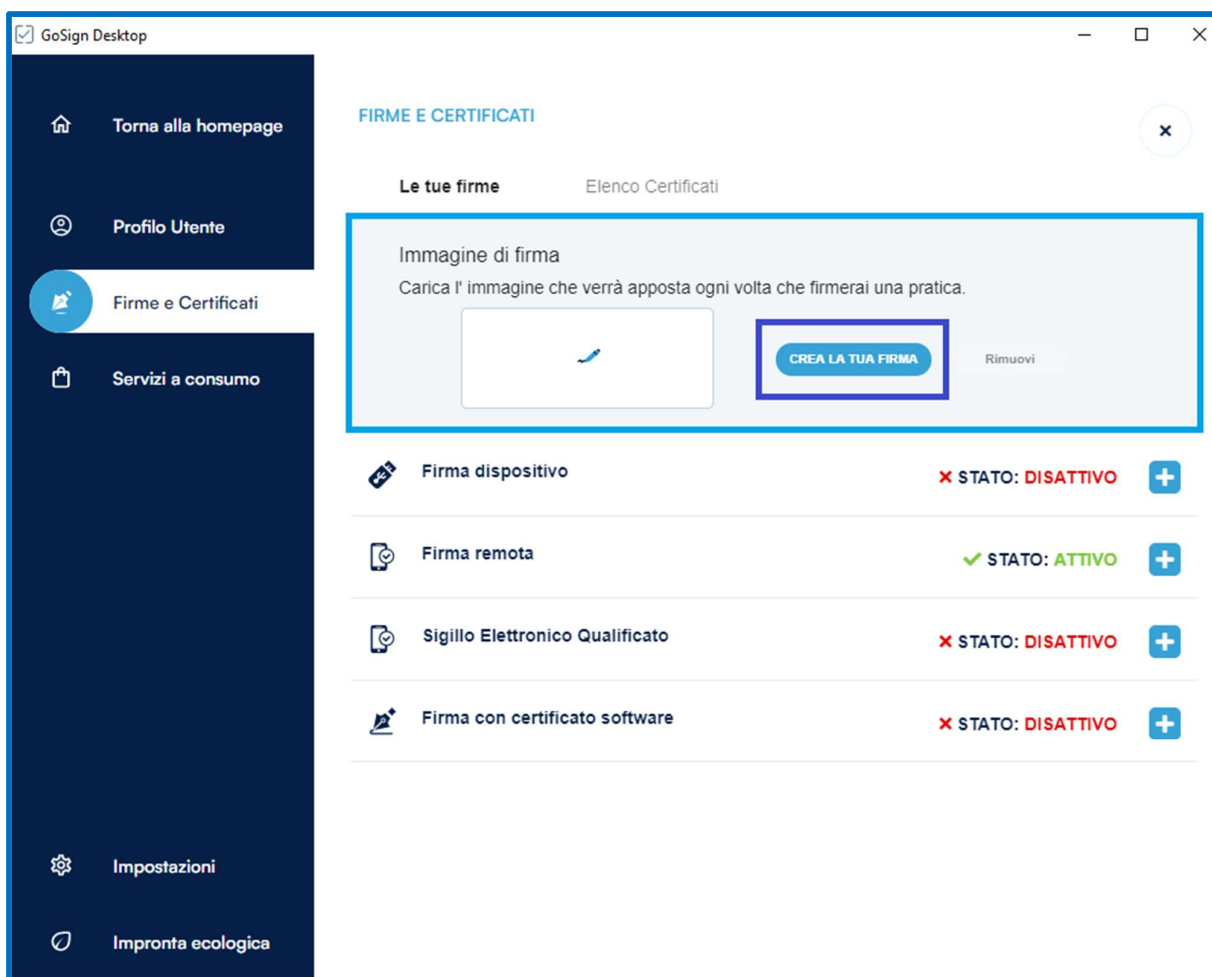 GoSign Desktop
Torna alla homepage
Profilo Utente
Firme e Certificati
Servizi a consumo
Impostazioni
Impronta ecologica
FIRME E CERTIFICATI
Le tue firme Elenco Certificati
Immagine di firma
Carica l' immagine che verrà apposta ogni volta che firmerai una pratica.
CREA LA TUA FIRMA Rimuovi
Firma dispositivo STATO: DISATTIVO
Firma remota STATO: ATTIVO
Sigillo Elettronico Qualificato STATO: DISATTIVO
Firma con certificato software STATO: DISATTIVO